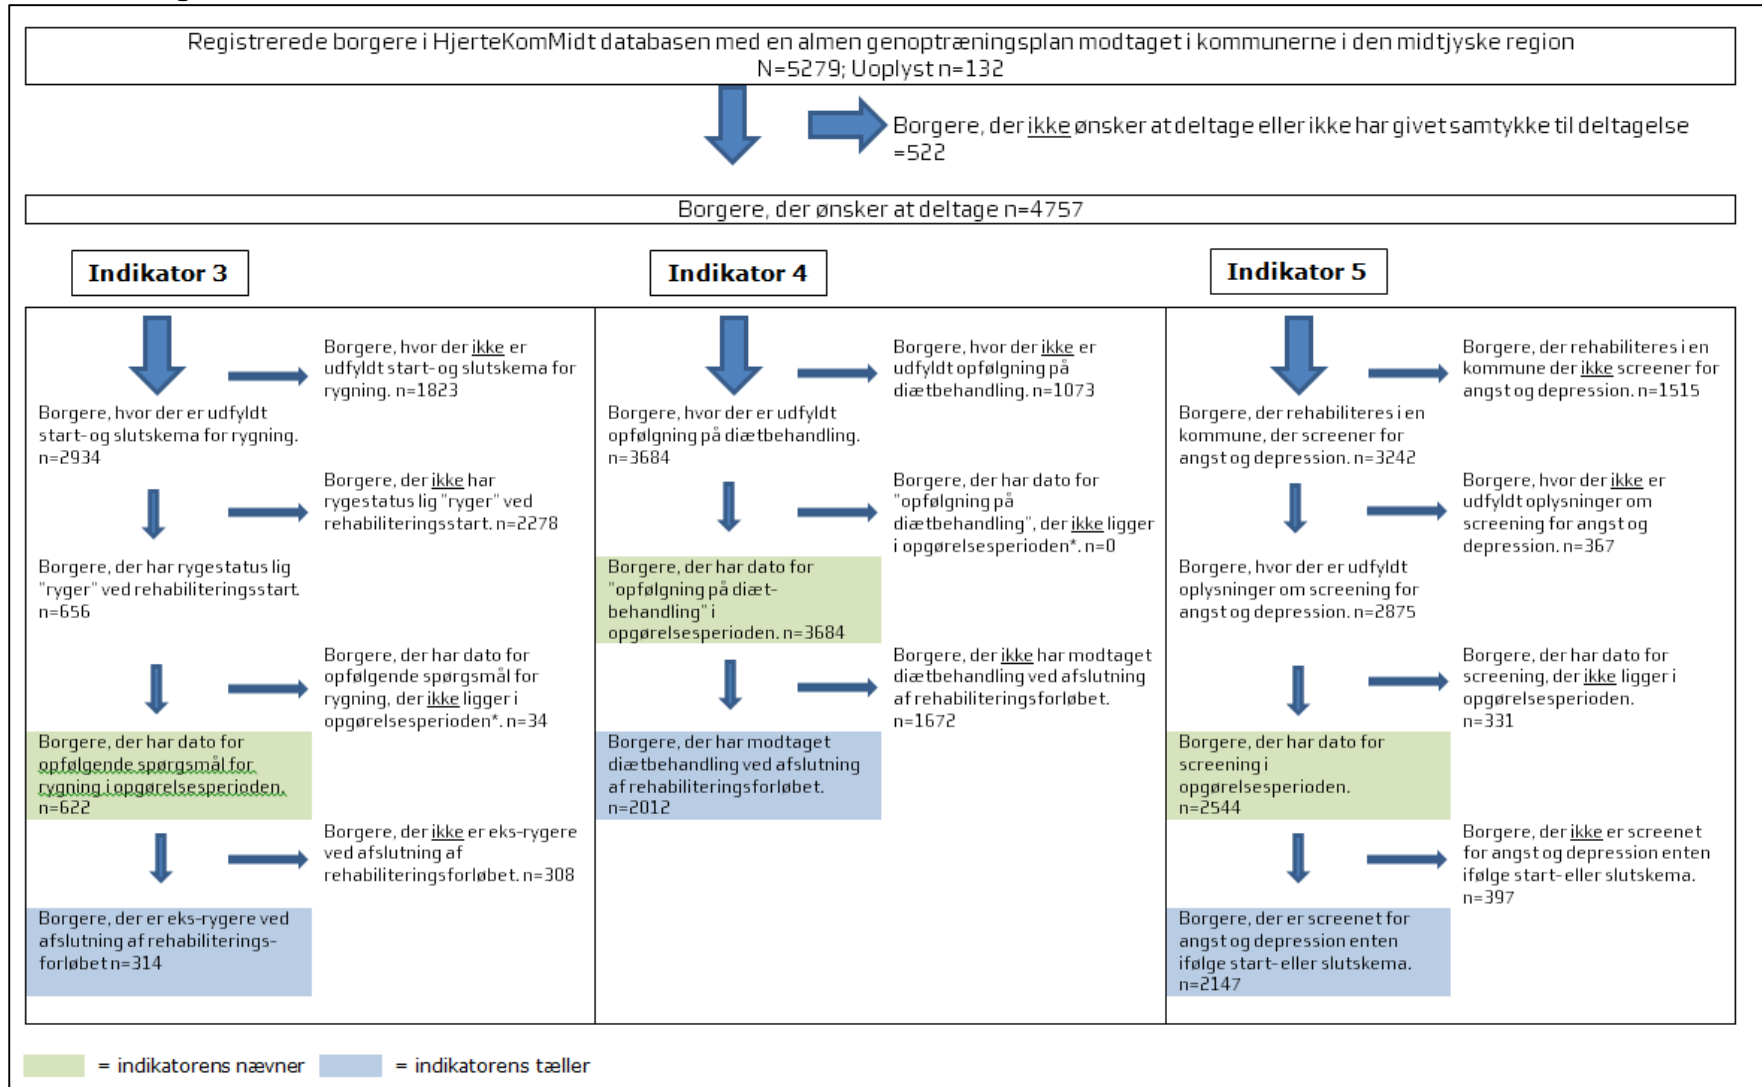 Registrerede borgere i HjerteKomMidt databasen med en almen genoptræningsplan modtaget i kommunerne i den midtjyske region
N=5279; Uoplyst n=132
Borgere, der ikke ønsker at deltage eller ikke har givet samtykke til deltagelse
=522
Borgere, der ønsker at deltage n=4757
Indikator 3
Borgere, hvor der ikke er
udfyldt start- og slutskema for
rygning. n=1823
Borgere, hvor der er udfyldt
start- og slutskema for rygning.
n=2934
Borgere, der ikke har
rygestatus lig "ryger" ved
rehabiliteringsstart. n=2278
Borgere, der har rygestatus lig
"ryger" ved rehabiliteringsstart.
n=656
Borgere, der har dato for
opfølgende spørgsmål for
rygning, der ikke ligger i
opgørelsesperioden*. n=34
Borgere, der har dato for
opfølgende spørgsmål for
rygning i opgørelsesperioden.
n=622
Borgere, der ikke er eks-rygere
ved afslutning af
rehabiliteringsforløbet. n=308
Borgere, der er eks-rygere ved
afslutning af rehabiliterings-
forløbet n=314
Indikator 4
Borgere, hvor der ikke er
udfyldt opfølgning på
diætbehandling. n=1073
Borgere, hvor der er udfyldt
opfølgning på diætbehandling.
n=3684
Borgere, der har dato for
"opfølgning på
diætbehandling", der ikke ligger
i opgørelsesperioden*. n=0
Borgere, der har dato for
"opfølgning på diæt-
behandling" i
opgørelsesperioden. n=3684
Borgere, der ikke har modtaget
diætbehandling ved afslutning
af rehabiliteringsforløbet.
n=1672
Borgere, der har modtaget
diætbehandling ved afslutning
af rehabiliteringsforløbet.
n=2012
Indikator 5
Borgere, der rehabiliteres i en
kommune der ikke screener for
angst og depression. n=1515
Borgere, der rehabiliteres i en
kommune, der screener for
angst og depression. n=3242
Borgere, hvor der ikke er
udfyldt oplysninger om
screening for angst og
depression. n=367
Borgere, hvor der er udfyldt
oplysninger om screening for
angst og depression. n=2875
Borgere, der har dato for
screening, der ikke ligger i
opgørelsesperioden.
n=331
Borgere, der har dato for
screening i
opgørelsesperioden.
n=2544
Borgere, der ikke er screenet
for angst og depression enten
ifølge start- eller slutskema.
n=397
Borgere, der er screenet for
angst og depression enten
ifølge start- eller slutskema.
n=2147
= indikatorens nævner
= indikatorens tæller